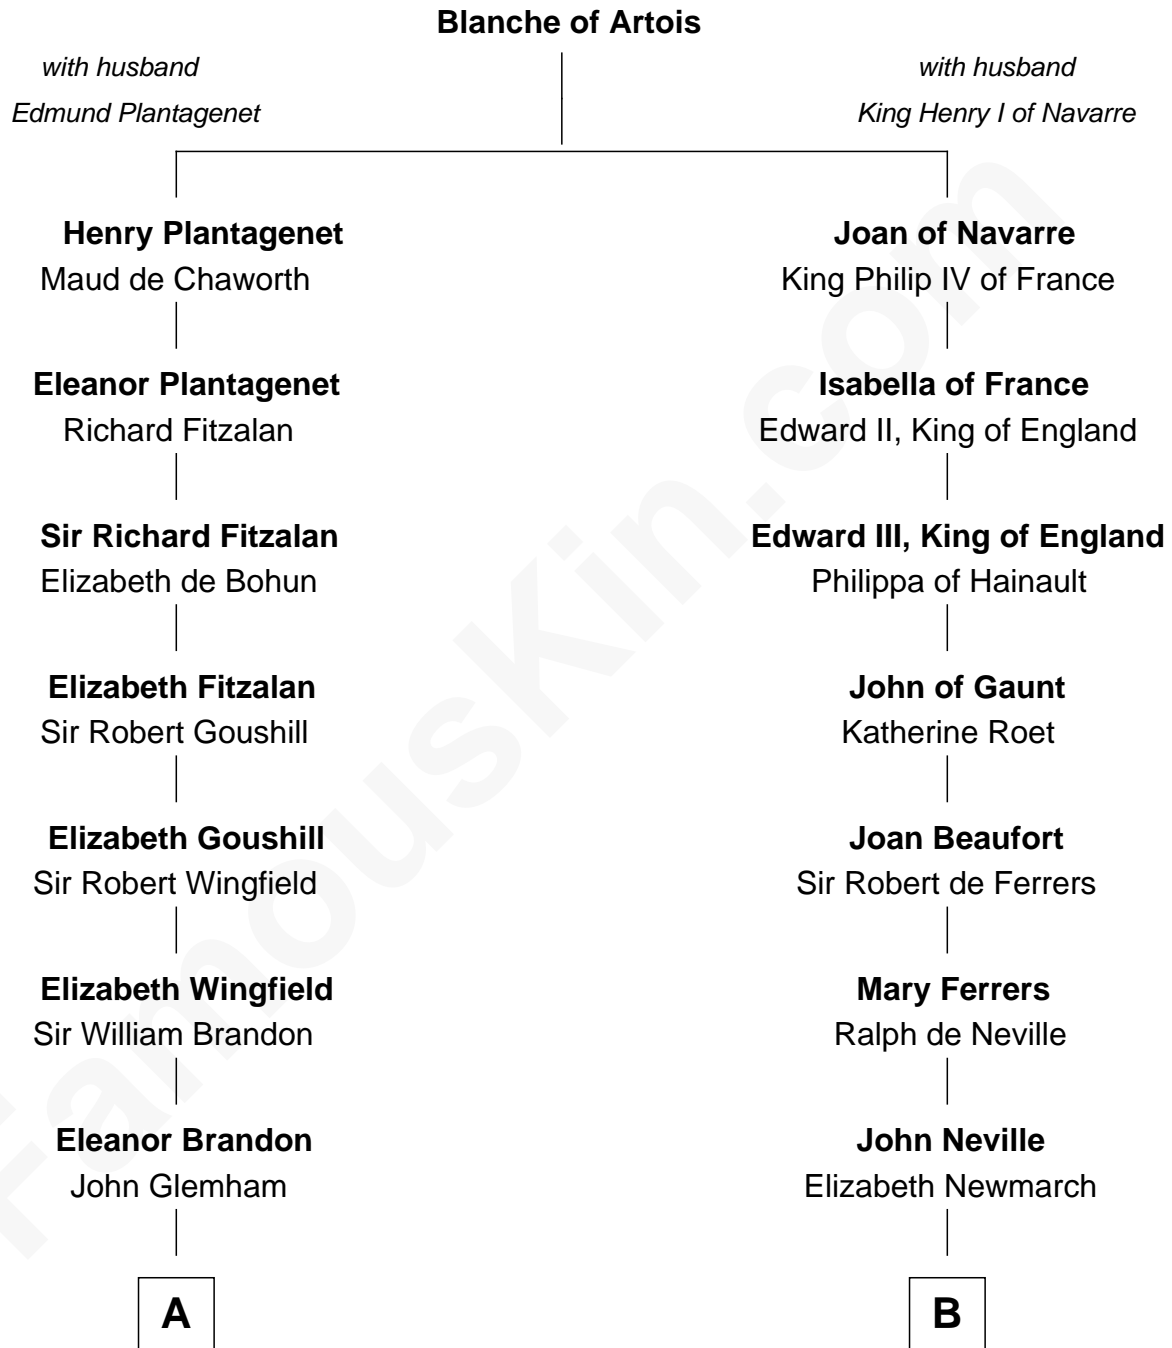 Blanche of Artois
with husband
Edmund Plantagenet
with husband
King Henry I of Navarre
Henry Plantagenet
Maud de Chaworth
Joan of Navarre
King Philip IV of France
Eleanor Plantagenet
Richard Fitzalan
Isabella of France
Edward II, King of England
Sir Richard Fitzalan
Elizabeth de Bohun
Edward III, King of England
Philippa of Hainault
Elizabeth Fitzalan
Sir Robert Goushill
John of Gaunt
Katherine Roet
Elizabeth Goushill
Sir Robert Wingfield
Joan Beaufort
Sir Robert de Ferrers
Elizabeth Wingfield
Sir William Brandon
Mary Ferrers
Ralph de Neville
Eleanor Brandon
John Glemham
John Neville
Elizabeth Newmarch
A
B
FamousKin.com